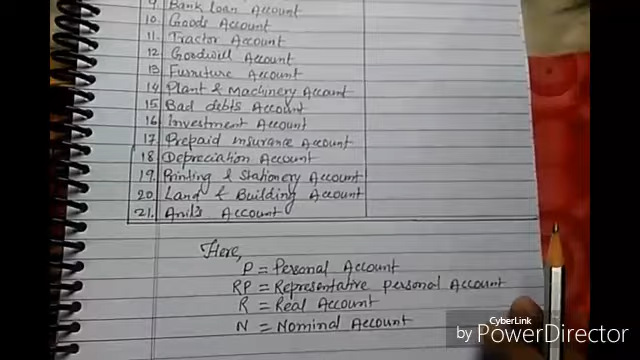 9. Bank loan Account
10. Goods Account
11. Tractor Account
12 Goodwill Account
13 Furniture Account
14 Plant & Machinery Account
15 Bad debts Account
16 Investment Account
17. Prepaid insurance Account
18 Depreciation Account
19. Printing & Stationery Account
20 Land & Building Account
21. Anil's Account
Here,
P = Personal Account
RP = Representative personal Account
R = Real Account
N = Nominal Account
CyberLink
by PowerDirector